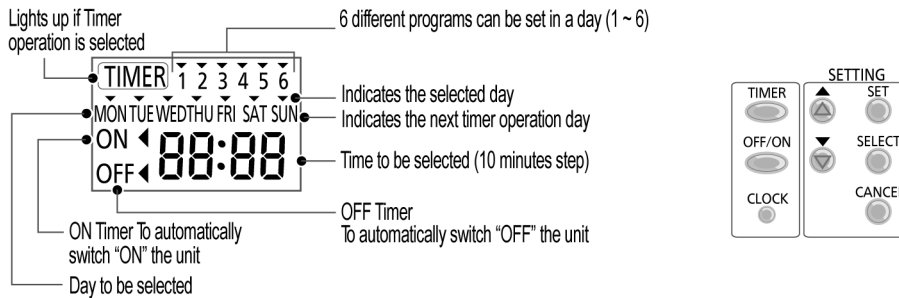 Lights up if Timer
operation is selected
6 different programs can be set in a day (1 ~ 6)
TIMER 1 2 3 4 5 6
MON TUE WED THU FRI SAT SUN
ON
OFF
88:88
Indicates the selected day
Indicates the next timer operation day
Time to be selected (10 minutes step)
OFF Timer
To automatically switch “OFF” the unit
ON Timer To automatically
switch “ON” the unit
Day to be selected
SETTING
TIMER
SET
OFF/ON
SELECT
CLOCK
CANCEL